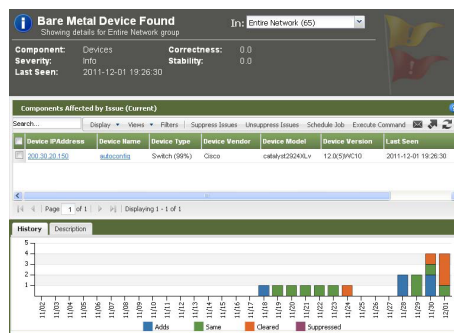 Bare Metal Device Found
In: Entire Network (65)
Showing details for Entire Network group
Component: Devices Correctness: 0.0
Severity: Info Stability: 0.0
Last Seen: 2011-12-01 19:26:30
Components Affected by Issue (Current)
Search... Display Views Filters Suppress Issues Unsuppress Issues Schedule Job Execute Command
Device IPAddress Device Name Device Type Device Vendor Device Model Device Version Last Seen
200.30.20.150 autoconfig Switch (99%) Cisco catalyst2924XLv 12.0(5)WC10 2011-12-01 19:26:30
Page 1 of 1 Displaying 1 - 1 of 1
History Description
5
4
3
2
1
11/02 11/03 11/04 11/05 11/06 11/07 11/08 11/09 11/10 11/11 11/12 11/13 11/14 11/15 11/16 11/17 11/18 11/19 11/20 11/21 11/22 11/23 11/24 11/25 11/26 11/27 11/28 11/29 11/30 12/01
Adds Same Cleared Suppressed